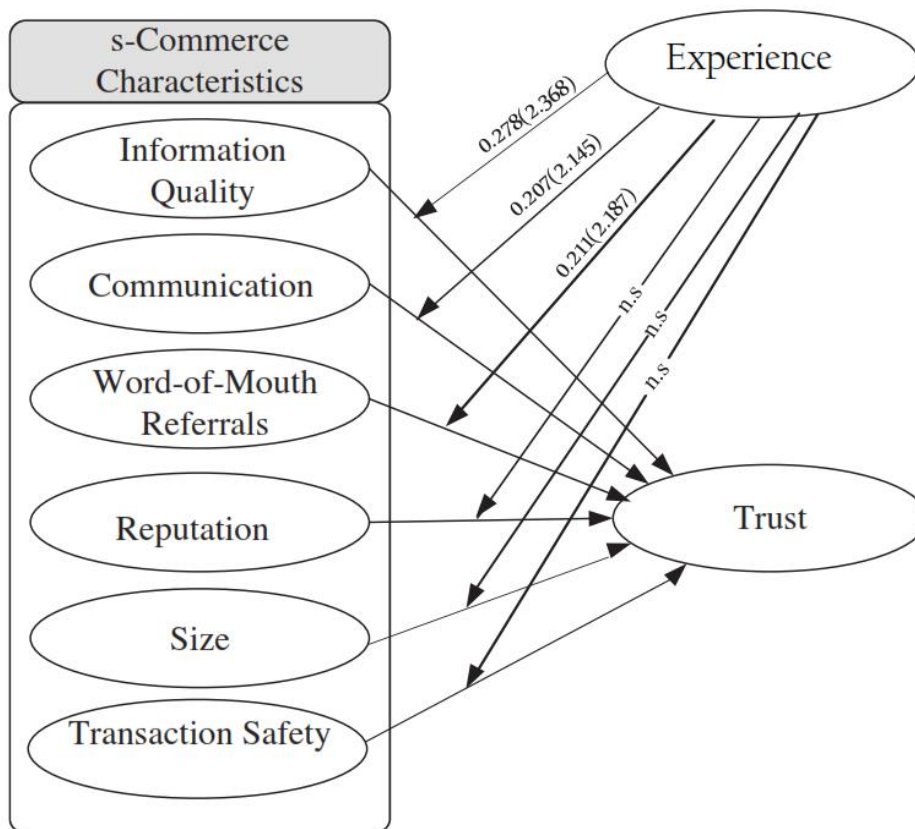 s-Commerce
Characteristics
Experience
Information
Quality
Communication
Word-of-Mouth
Referrals
Reputation
Size
Transaction Safety
Trust
0.278(2.368)
0.207(2.145)
0.211(2.187)
n.s
n.s
n.s